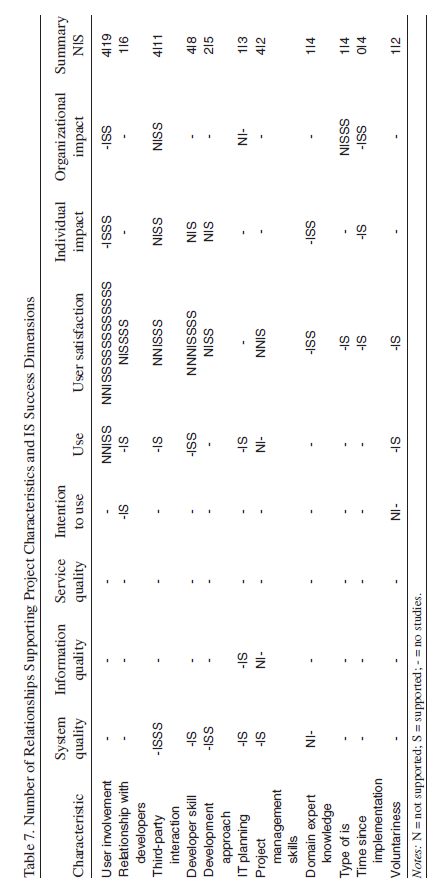 Table 7. Number of Relationships Supporting Project Characteristics and IS Success Dimensions
System Information Service Intention Individual Organizational Summary
Characteristic quality quality quality to use Use User satisfaction impact impact N|S
User involvement - - - - NN|SS NN|SSSSSSSSSSSS -|SSS -|SS 4|19
Relationship with - - - -|S -|S N|SSSS - - 1|6
developers
Third-party -|SSS - - - -|S NN|SSS N|SS N|SS 4|11
interaction
Developer skill -|S - - - -|SS NNN|SSSS N|S - 4|8
Development -|SS - - - - N|SS N|S - 2|5
approach
IT planning -|S -|S - - -|S - - N|- 1|3
Project -|S N|- - - N|- NN|S - - 4|2
management
skills
Domain expert N|- - - - - -|SS -|SS - 1|4
knowledge
Type of is - - - - - -|S - N|SSS 1|4
Time since - - - - - -|S -|S -|SS 0|4
implementation
Voluntariness - - - N|- -|S -|S - - 1|2
Notes: N = not supported; S = supported; - = no studies.